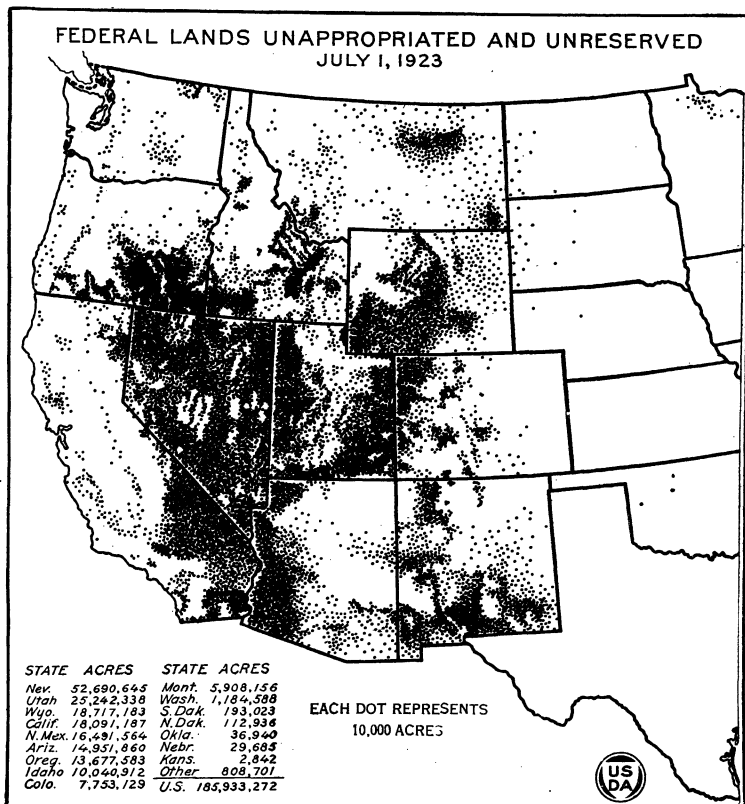 FEDERAL LANDS UNAPPROPRIATED AND UNRESERVED
JULY 1, 1923
STATE ACRES STATE ACRES
Nev. 52,690,645 Mont. 5,908,156
Utah 25,242,338 Wash. 1,184,588
Wyo. 18,717,183 S. Dak. 193,023
Calif. 18,091,187 N. Dak. 112,936
N. Mex. 16,491,564 Okla. 36,940
Ariz. 14,951,860 Nebr. 29,685
Oreg. 13,677,583 Kans. 2,842
Idaho 10,040,912 Other 808,701
Colo. 7,753,129 U.S. 185,933,272
EACH DOT REPRESENTS
10,000 ACRES
US
DA